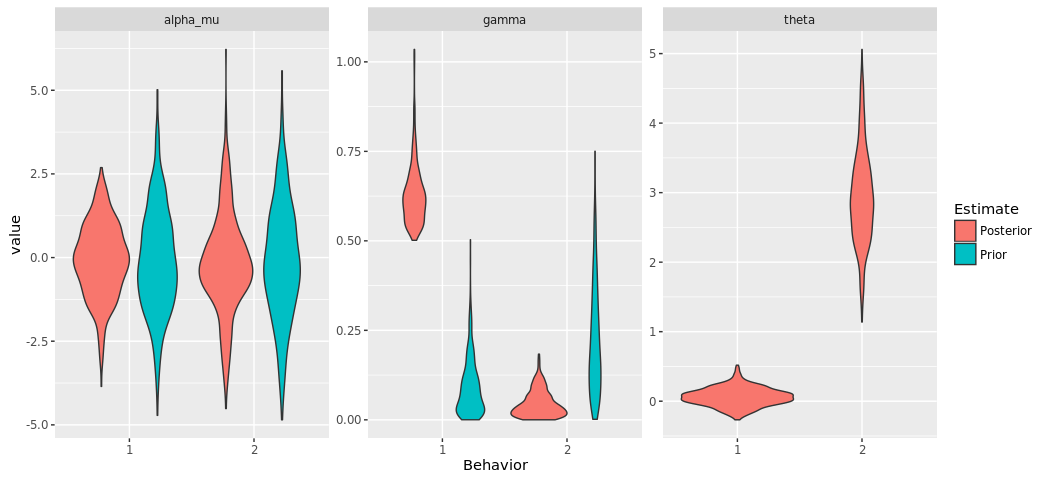 alpha_mu
gamma
theta
value
5.0
2.5
0.0
-2.5
-5.0
1.00
0.75
0.50
0.25
0.00
5
4
3
2
1
0
1 2
1 2
1 2
Behavior
Estimate
Posterior
Prior